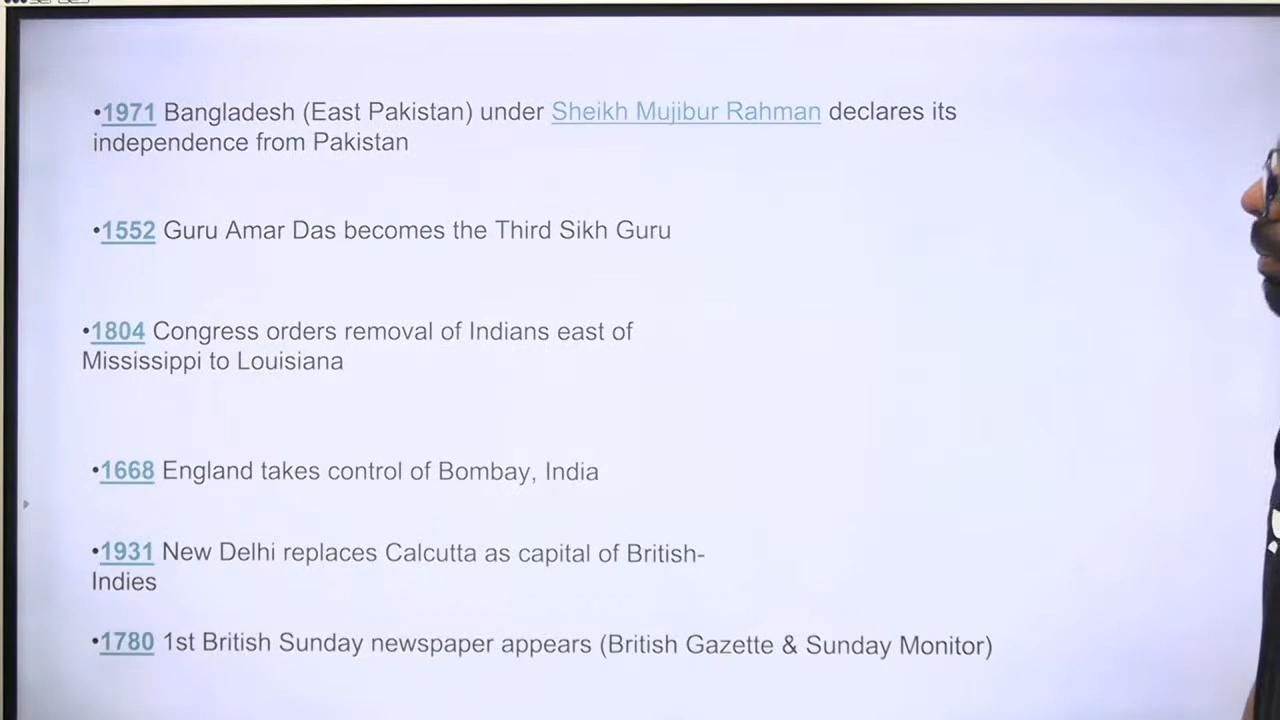 •1971 Bangladesh (East Pakistan) under Sheikh Mujibur Rahman declares its
independence from Pakistan
•1552 Guru Amar Das becomes the Third Sikh Guru
•1804 Congress orders removal of Indians east of
Mississippi to Louisiana
•1668 England takes control of Bombay, India
•1931 New Delhi replaces Calcutta as capital of British-
Indies
•1780 1st British Sunday newspaper appears (British Gazette & Sunday Monitor)